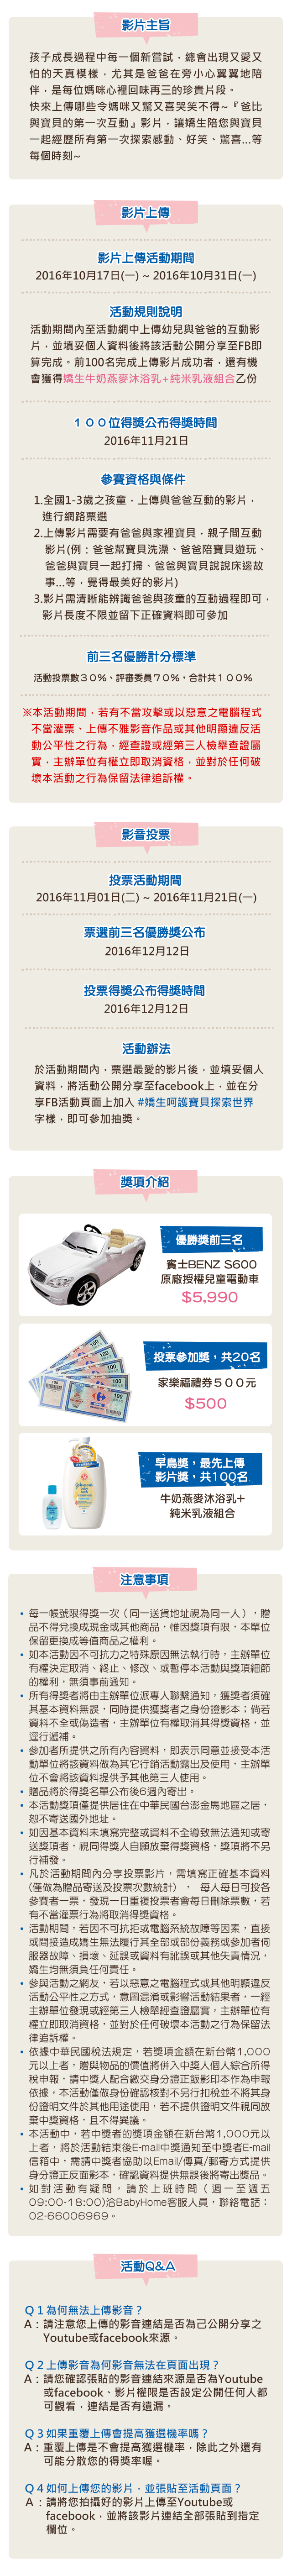 影片主旨
孩子成長過程中每一個新嘗試，總會出現又愛又
怕的天真模樣，尤其是爸爸在旁小心翼翼地陪
伴，是每位媽咪心裡回味再三的珍貴片段。
快來上傳哪些令媽咪又驚又喜哭笑不得~『爸比
與寶貝的第一次互動』影片，讓嬌生陪您與寶貝
一起經歷所有第一次探索感動、好笑、驚喜...等
每個時刻~
影片上傳
影片上傳活動期間
2016年10月17日(一) ~ 2016年10月31日(一)
活動規則說明
活動期間內至活動網中上傳幼兒與爸爸的互動影
片，並填妥個人資料後將該活動公開分享至FB即
算完成。前100名完成上傳影片成功者，還有機
會獲得嬌生牛奶燕麥沐浴乳+純米乳液組合乙份
１００位得獎公布得獎時間
2016年11月21日
參賽資格與條件
1.全國1-3歲之孩童，上傳與爸爸互動的影片，
進行網路票選
2.上傳影片需要有爸爸與家裡寶貝，親子間互動
影片(例：爸爸幫寶貝洗澡、爸爸陪寶貝遊玩、
爸爸與寶貝一起打掃、爸爸與寶貝說說床邊故
事...等，覺得最美好的影片)
3.影片需清晰能辨識爸爸與孩童的互動過程即可，
影片長度不限並留下正確資料即可參加
前三名優勝計分標準
活動投票數３０％、評審委員７０％，合計共１００％
※本活動期間，若有不當攻擊或以惡意之電腦程式
不當灌票、上傳不雅影音作品或其他明顯違反活
動公平性之行為，經查證或經第三人檢舉查證屬
實，主辦單位有權立即取消資格，並對於任何破
壞本活動之行為保留法律追訴權。
影音投票
投票活動期間
2016年11月01日(二) ~ 2016年11月21日(一)
票選前三名優勝獎公布
2016年12月12日
投票得獎公布得獎時間
2016年12月12日
活動辦法
於活動期間內，票選最愛的影片後，並填妥個人
資料，將活動公開分享至facebook上，並在分
享FB活動頁面上加入 #嬌生呵護寶貝探索世界
字樣，即可參加抽獎。
獎項介紹
優勝獎前三名
賓士BENZ S600
原廠授權兒童電動車
$5,990
投票參加獎，共20名
家樂福禮券５００元
$500
早鳥獎，最先上傳
影片獎，共100名
牛奶燕麥沐浴乳+
純米乳液組合
注意事項
• 每一帳號限得獎一次（同一送貨地址視為同一人），贈
品不得兌換成現金或其他商品，惟因獎項有限，本單位
保留更換成等值商品之權利。
• 如本活動因不可抗力之特殊原因無法執行時，主辦單位
有權決定取消、終止、修改、或暫停本活動與獎項細節
的權利，無須事前通知。
• 所有得獎者將由主辦單位派專人聯繫通知，獲獎者須確
其基本資料無誤，同時提供獲獎者之身份證影本；倘若
資料不全或偽造者，主辦單位有權取消其得獎資格，並
逕行遞補。
• 參加者所提供之所有內容資料，即表示同意並接受本活
動單位將該資料做為其它行銷活動露出及使用，主辦單
位不會將該資料提供予其他第三人使用。
• 贈品將於得獎名單公布後6週內寄出。
• 本活動獎項僅提供居住在中華民國台澎金馬地區之居，
恕不寄送國外地址。
• 如因基本資料未填寫完整或資料不全導致無法通知或寄
送獎項者，視同得獎人自願放棄得獎資格，獎項將不另
行補發。
• 凡於活動期間內分享投票影片，需填寫正確基本資料
(僅做為贈品寄送及投票次數統計)， 每人每日可投各
參賽者一票，發現一日重複投票者會每日刪除票數，若
有不當灌票行為將取消得獎資格。
• 活動期間，若因不可抗拒或電腦系統故障等因素，直接
或間接造成嬌生無法履行其全部或部份義務或參加者伺
服器故障、損壞、延誤或資料有訛誤或其他失責情況，
嬌生均無須負任何責任。
• 參與活動之網友，若以惡意之電腦程式或其他明顯違反
活動公平性之方式，意圖混淆或影響活動結果者，一經
主辦單位發現或經第三人檢舉經查證屬實，主辦單位有
權立即取消資格，並對於任何破壞本活動之行為保留法
律追訴權。
• 依據中華民國稅法規定，若獎項金額在新台幣1,000
元以上者，贈與物品的價值將併入中獎人個人綜合所得
稅申報，請中獎人配合繳交身分證正飯影印本作為申報
依據，本活動僅做身份確認核對不另行扣稅並不將其身
份證明文件於其他用途使用，若不提供證明文件視同放
棄中獎資格，且不得異議。
• 本活動中，若中獎者的獎項金額在新台幣1,000元以
上者，將於活動結束後E-mail中獎通知至中獎者E-mail
信箱中，需請中獎者協助以Email/傳真/郵寄方式提供
身分證正反面影本，確認資料提供無誤後將寄出獎品。
• 如對活動有疑問，請於上班時間（週一至週五
09:00-18:00)洽BabyHome客服人員，聯絡電話：
02-66006969。
活動Q&A
Ｑ１為何無法上傳影音？
A：請注意您上傳的影音連結是否為己公開分享之
Youtube或facebook來源。
Ｑ２上傳影音為何影音無法在頁面出現？
A：請您確認張貼的影音連結來源是否為Youtube
或facebook、影片權限是否設定公開任何人都
可觀看，連結是否有遺漏。
Ｑ３如果重覆上傳會提高獲選機率嗎？
A：重覆上傳是不會提高獲選機率，除此之外還有
可能分散您的得獎率喔。
Ｑ４如何上傳您的影片，並張貼至活動頁面？
A：請將您拍攝好的影片上傳至Youtube或
facebook，並將該影片連結全部張貼到指定
欄位。